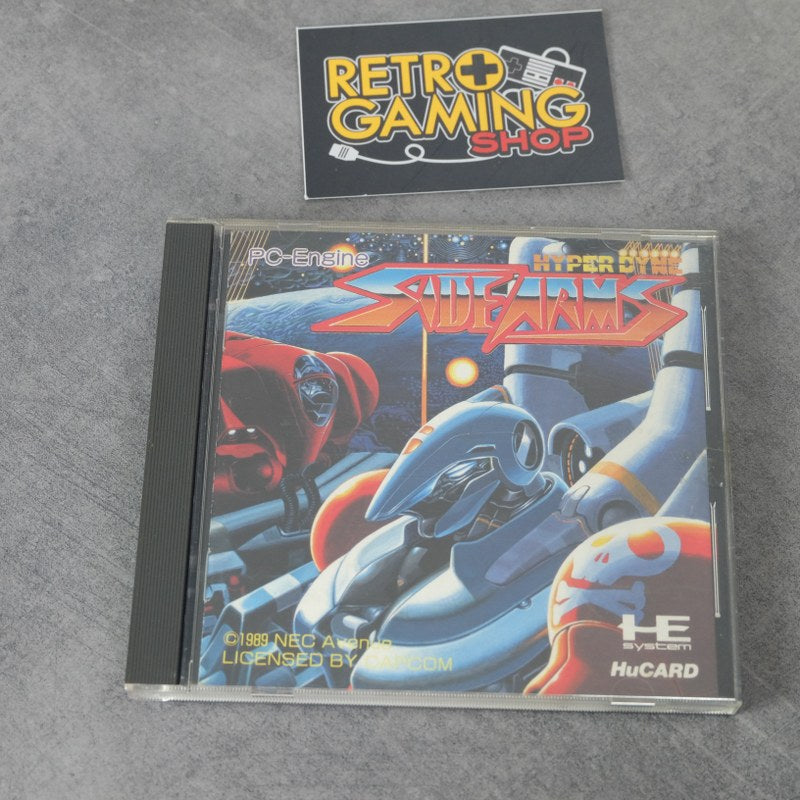 RETRO
GAMING
SHOP
PC-Engine
HYPER DYNE
SIDE ARMS
©1989 NEC Avenue
LICENSED BY CAPCOM
HE
system
HuCARD